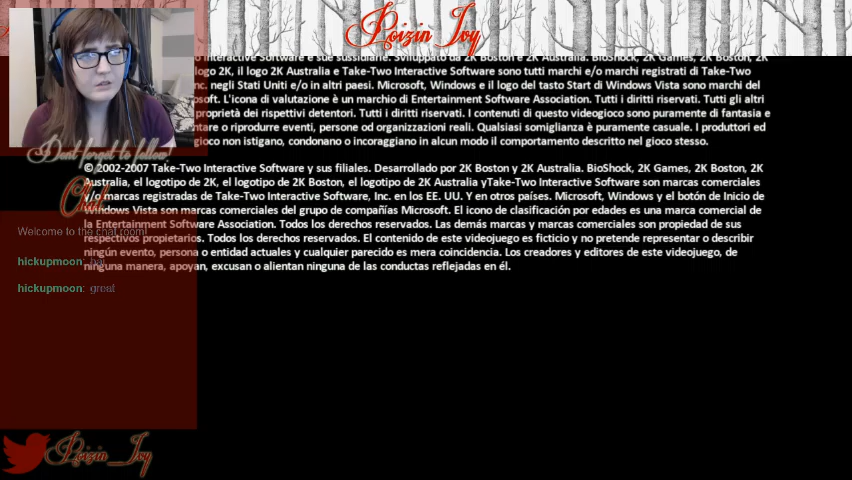 Roizin Joy
Interactive Software e sue sussidiarie. Sviluppato da 2K Boston e 2K Australia. BioShock, 2K Games, 2K Boston, 2K
logo 2K, il logo 2K Australia e Take-Two Interactive Software sono tutti marchi e/o marchi registrati di Take-Two
nc. negli Stati Uniti e/o in altri paesi. Microsoft, Windows e il logo del tasto Start di Windows Vista sono marchi del
osoft. L'icona di valutazione è un marchio di Entertainment Software Association. Tutti i diritti riservati. Tutti gli altri
proprietà dei rispettivi detentori. Tutti i diritti riservati. I contenuti di questo videogioco sono puramente di fantasia e
ntare o riprodurre eventi, persone od organizzazioni reali. Qualsiasi somiglianza è puramente casuale. I produttori ed
gioco non istigano, condonano o incoraggiano in alcun modo il comportamento descritto nel gioco stesso.
Dont forget to follow!
© 2002-2007 Take-Two Interactive Software y sus filiales. Desarrollado por 2K Boston y 2K Australia. BioShock, 2K Games, 2K Boston, 2K
Australia, el logotipo de 2K, el logotipo de 2K Boston, el logotipo de 2K Australia yTake-Two Interactive Software son marcas comerciales
y/o marcas registradas de Take-Two Interactive Software, Inc. en los EE. UU. Y en otros países. Microsoft, Windows y el botón de Inicio de
Windows Vista son marcas comerciales del grupo de compañías Microsoft. El icono de clasificación por edades es una marca comercial de
la Entertainment Software Association. Todos los derechos reservados. Las demás marcas y marcas comerciales son propiedad de sus
respectivos propietarios. Todos los derechos reservados. El contenido de este videojuego es ficticio y no pretende representar o describir
ningún evento, persona o entidad actuales y cualquier parecido es mera coincidencia. Los creadores y editores de este videojuego, de
ninguna manera, apoyan, excusan o alientan ninguna de las conductas reflejadas en él.
Chat
Welcome to the chat room!
hickupmoon:
hickupmoon: great
Roizin_Joy